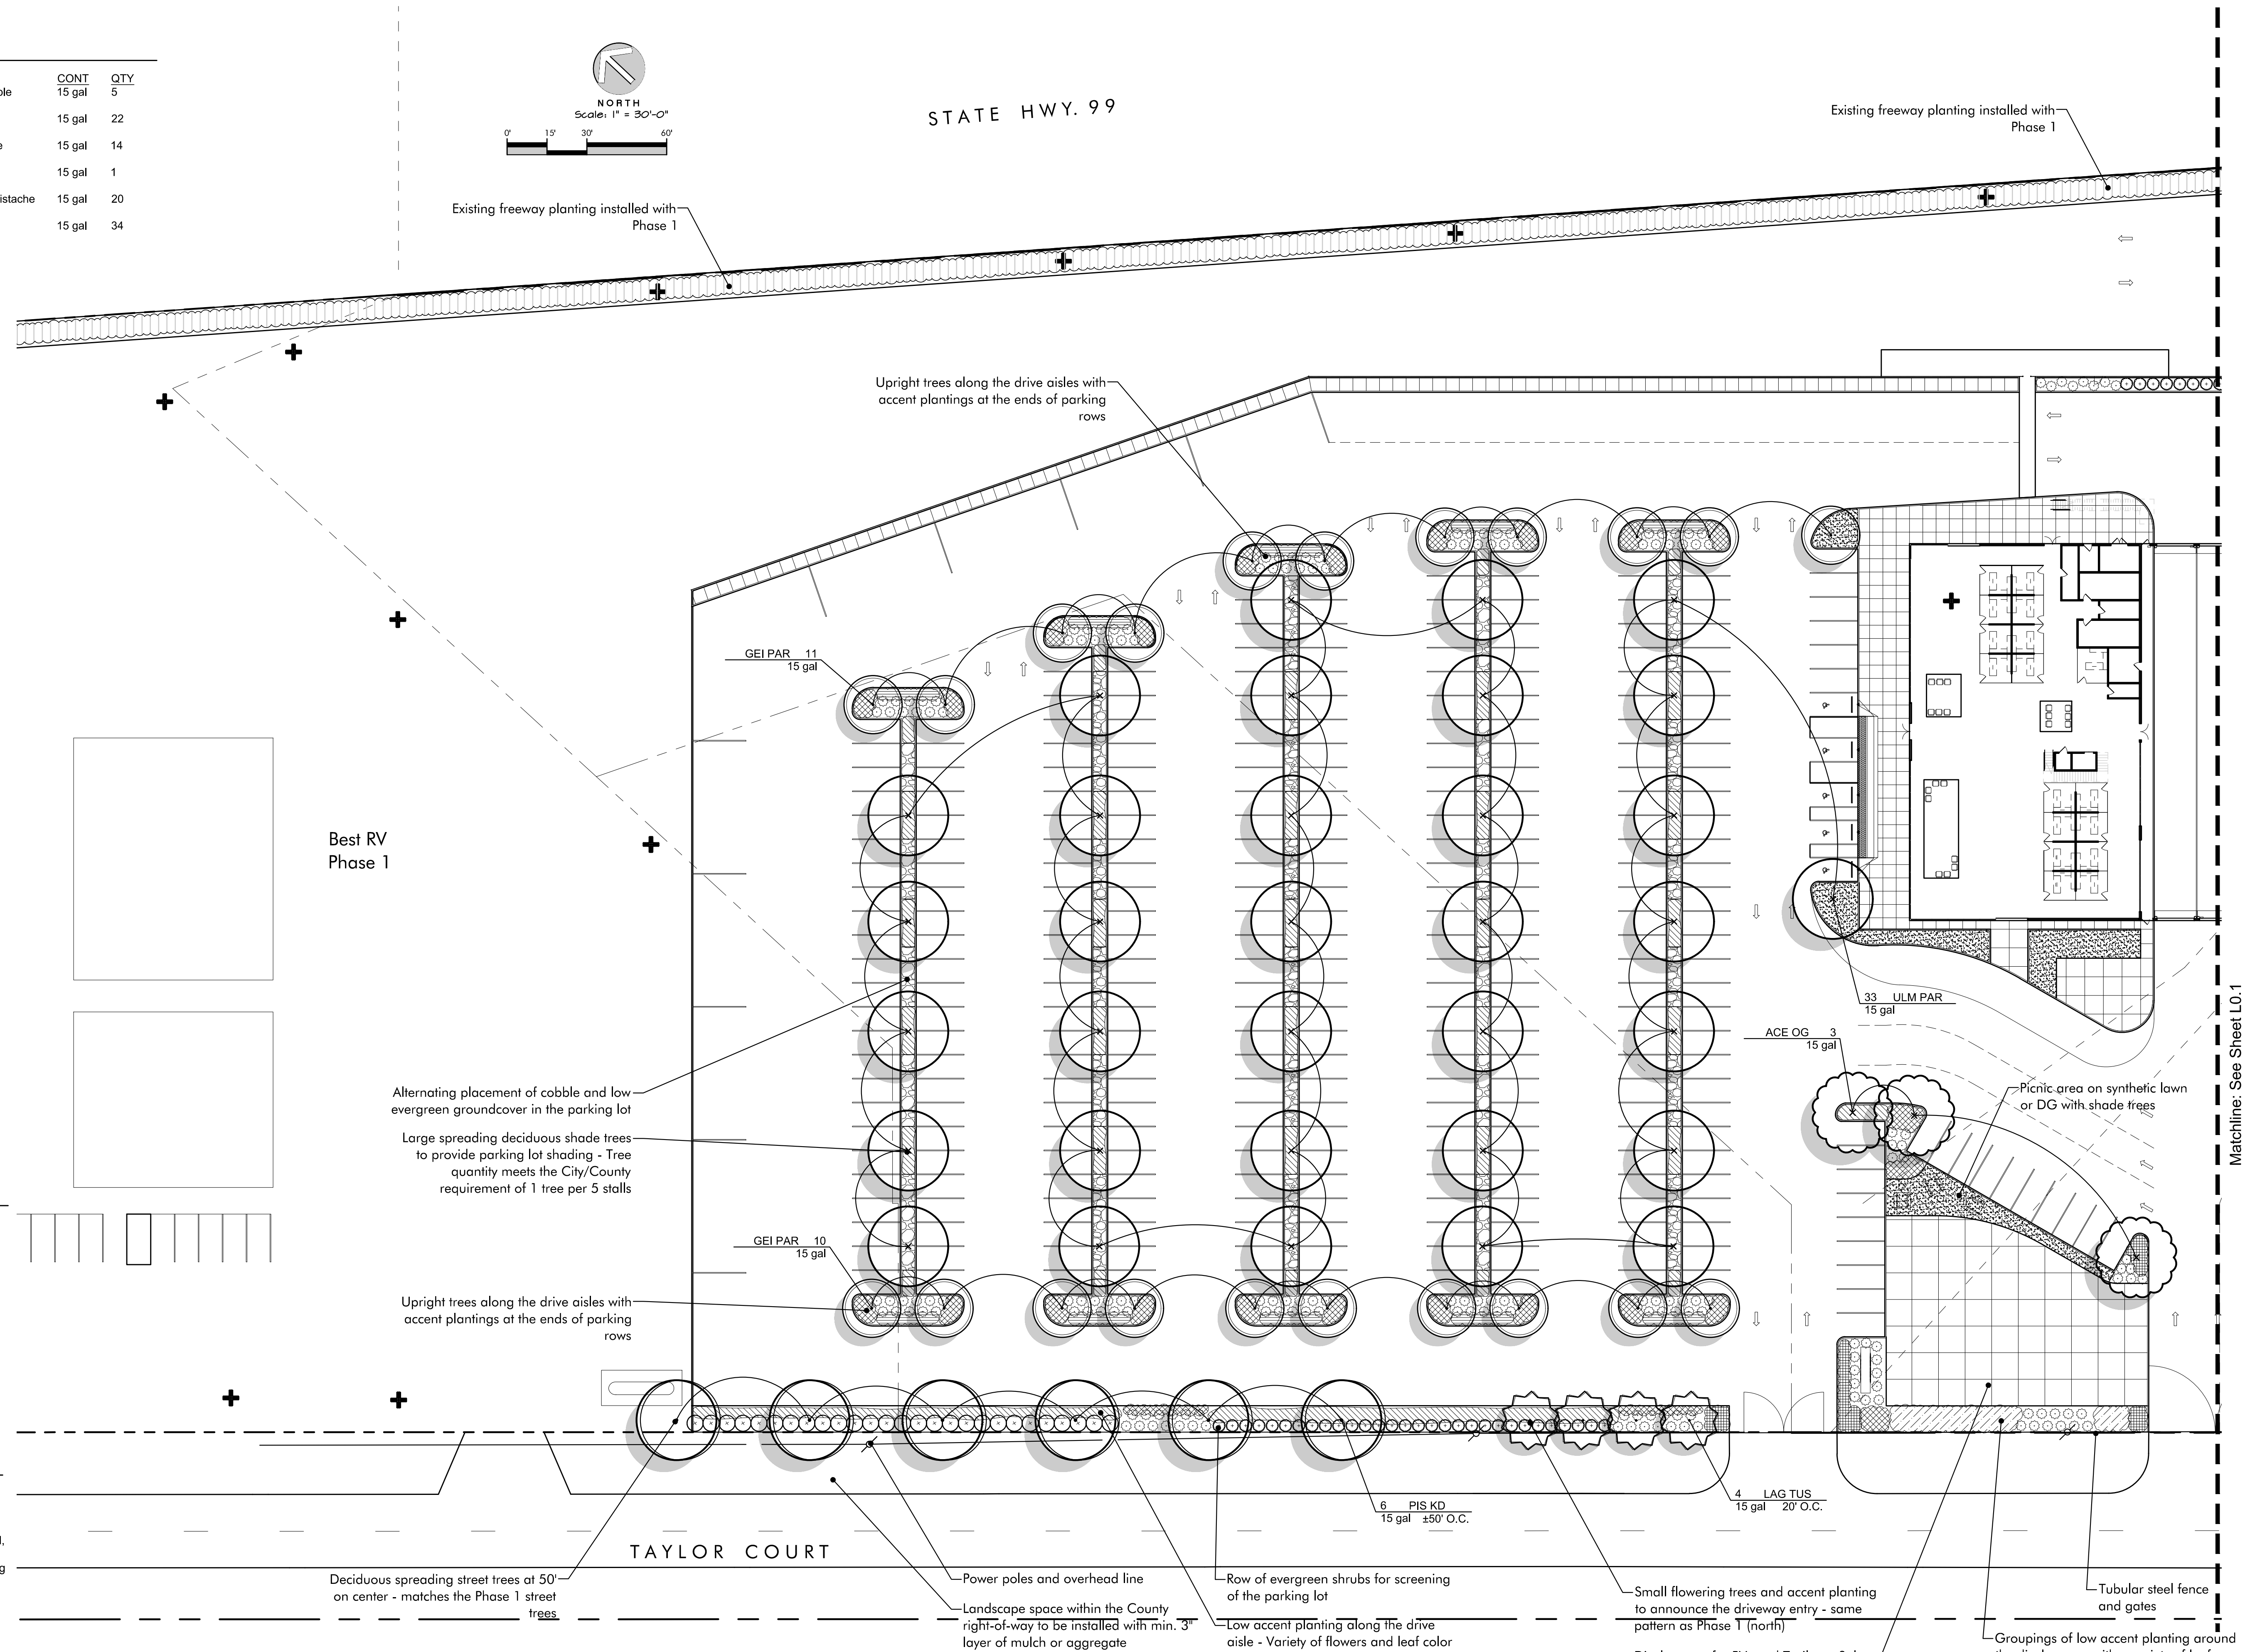 CONT QTY
15 gal 5
15 gal 22
15 gal 14
15 gal 1
istache 15 gal 20
15 gal 34
NORTH
Scale: 1" = 30'-0"
0' 15' 30' 60'
STATE HWY. 99
Existing freeway planting installed with
Phase 1
Existing freeway planting installed with
Phase 1
Upright trees along the drive aisles with
accent plantings at the ends of parking
rows
GEI PAR 11
15 gal
Best RV
Phase 1
33 ULM PAR
15 gal
ACE OG 3
15 gal
Picnic area on synthetic lawn
or DG with shade trees
Matchline: See Sheet L0.1
Alternating placement of cobble and low
evergreen groundcover in the parking lot
Large spreading deciduous shade trees
to provide parking lot shading - Tree
quantity meets the City/County
requirement of 1 tree per 5 stalls
GEI PAR 10
15 gal
Upright trees along the drive aisles with
accent plantings at the ends of parking
rows
6 PIS KD
15 gal ±50' O.C.
4 LAG TUS
15 gal 20' O.C.
TAYLOR COURT
Deciduous spreading street trees at 50'
on center - matches the Phase 1 street
trees
Power poles and overhead line
Landscape space within the County
right-of-way to be installed with min. 3"
layer of mulch or aggregate
Row of evergreen shrubs for screening
of the parking lot
Low accent planting along the drive
aisle - Variety of flowers and leaf color
Small flowering trees and accent planting
to announce the driveway entry - same
pattern as Phase 1 (north)
Tubular steel fence
and gates
Groupings of low accent planting around